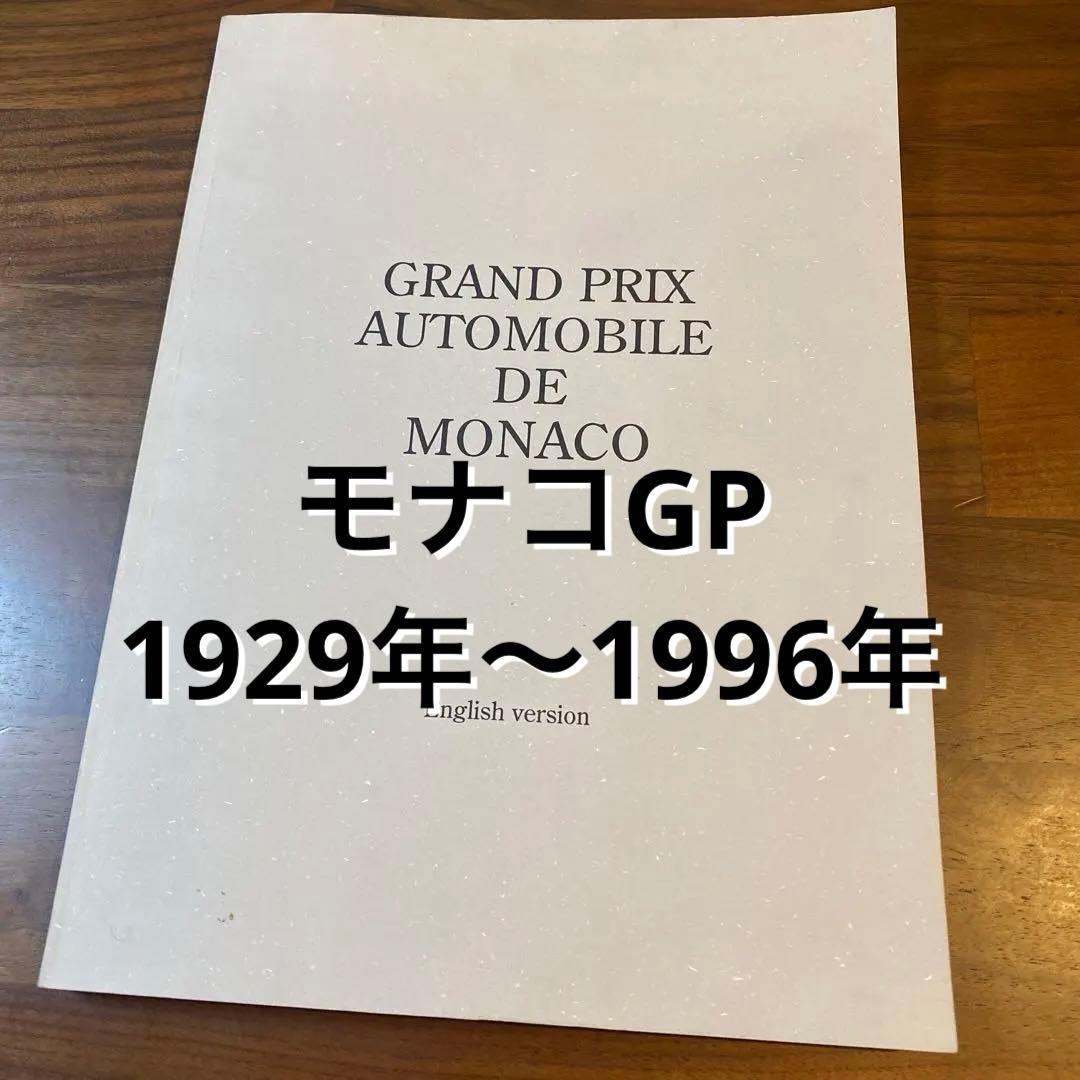 GRAND PRIX
AUTOMOBILE
DE
MONACO
モナコGP
1929年〜1996年
English version